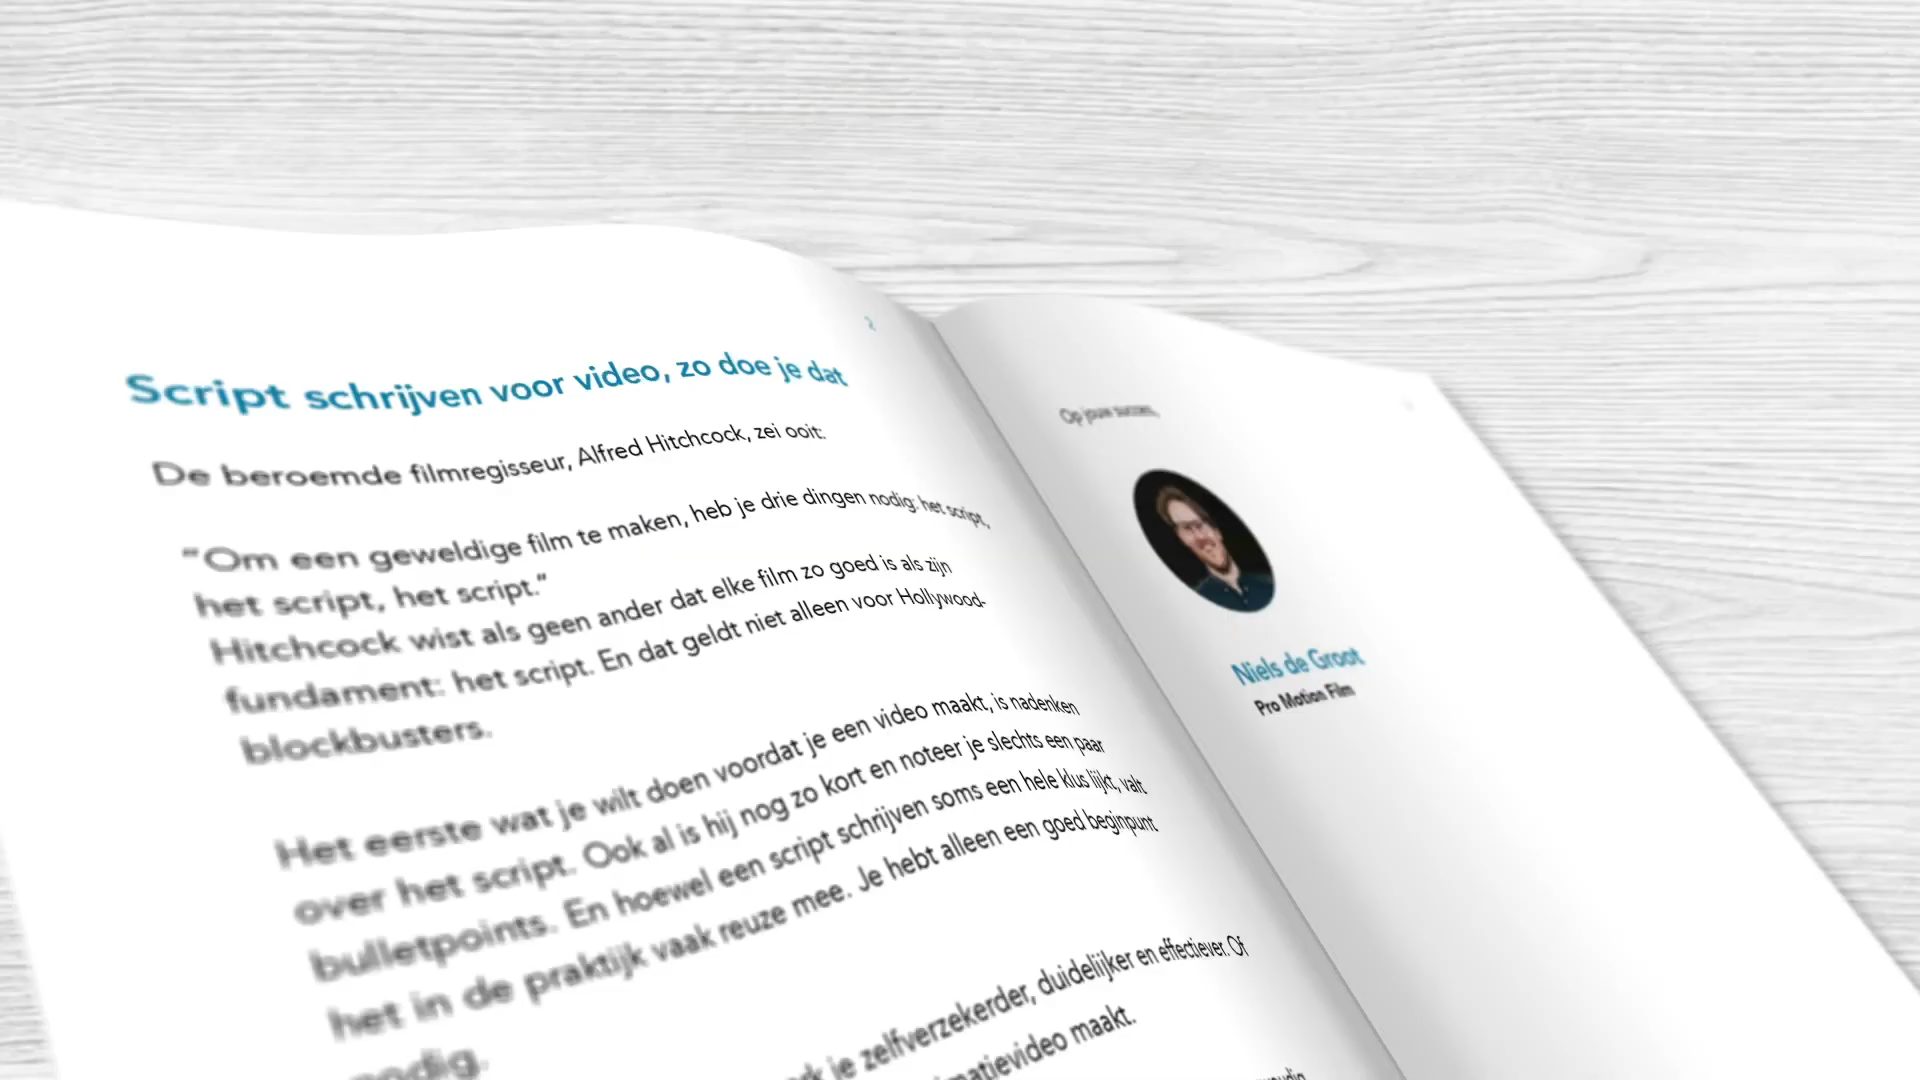 2
Script schrijven voor video, zo doe je dat
De beroemde filmregisseur, Alfred Hitchcock, zei ooit:
“Om een geweldige film te maken, heb je drie dingen nodig: het script,
het script, het script.”
Hitchcock wist als geen ander dat elke film zo goed is als zijn
fundament: het script. En dat geldt niet alleen voor Hollywood-
blockbusters.
Het eerste wat je wilt doen voordat je een video maakt, is nadenken
over het script. Ook al is hij nog zo kort en noteer je slechts een paar
bulletpoints. En hoewel een script schrijven soms een hele klus lijkt, valt
het in de praktijk vaak reuze mee. Je hebt alleen een goed beginpunt
nodig.
je zelfverzekerder, duidelijker en effectiever. Of
maakt.
Op jouw succes,
Niels de Groot
Pro Motion Film